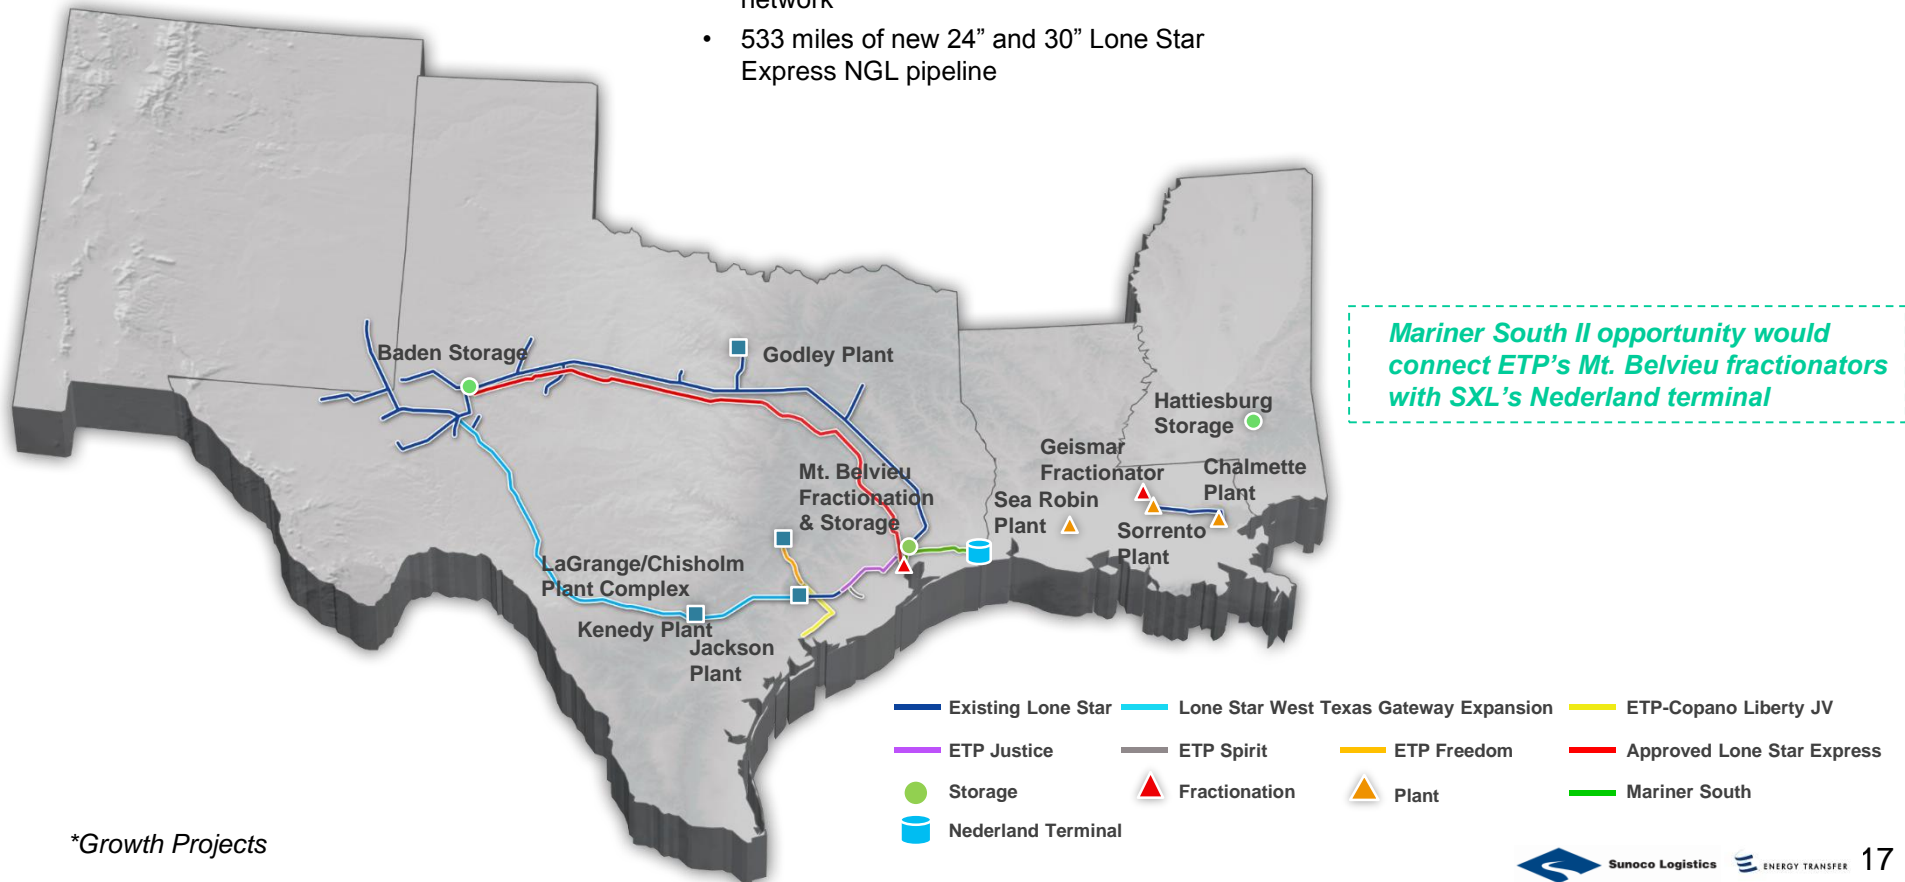 network
• 533 miles of new 24” and 30” Lone Star
Express NGL pipeline
Baden Storage
Godley Plant
Mariner South II opportunity would
connect ETP’s Mt. Belvieu fractionators
with SXL’s Nederland terminal
Hattiesburg
Storage
Geismar
Fractionator
Chalmette
Plant
Mt. Belvieu
Fractionation
& Storage
Sea Robin
Plant
Sorrento
Plant
LaGrange/Chisholm
Plant Complex
Kenedy Plant
Jackson
Plant
Existing Lone Star
Lone Star West Texas Gateway Expansion
ETP-Copano Liberty JV
ETP Justice
ETP Spirit
ETP Freedom
Approved Lone Star Express
Storage
Fractionation
Plant
Mariner South
Nederland Terminal
*Growth Projects
Sunoco Logistics
ENERGY TRANSFER
17